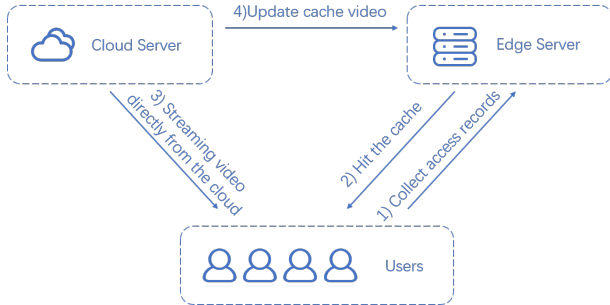 4)Update cache video
Cloud Server
Edge Server
3) Streaming video
directly from the cloud
2) Hit the cache
1) Collect access records
Users